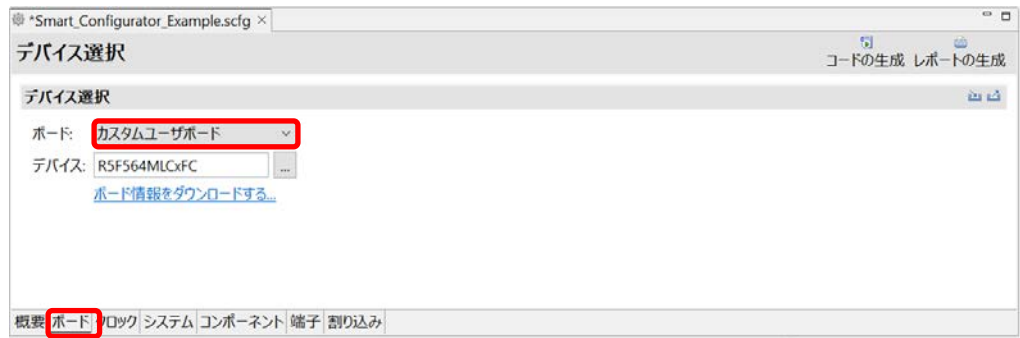 *Smart_Configurator_Example.scfg ×
デバイス選択
コードの生成 レポートの生成
デバイス選択
ボード: カスタムユーザボード
デバイス: R5F564MLCxFC ...
ボード情報をダウンロードする...
概要 ボード クロック システム コンポーネント 端子 割り込み